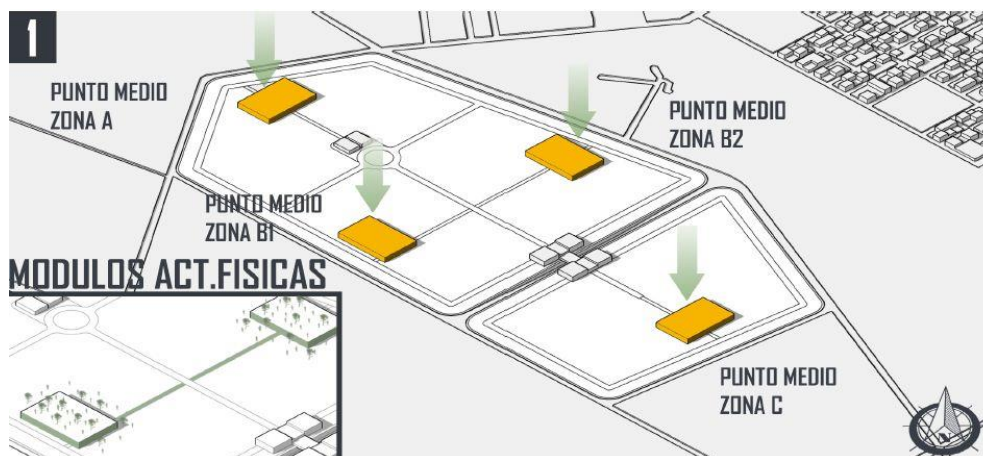 1
PUNTO MEDIO
ZONA A
PUNTO MEDIO
ZONA B2
PUNTO MEDIO
ZONA B1
MODULOS ACT.FISICAS
PUNTO MEDIO
ZONA C
N